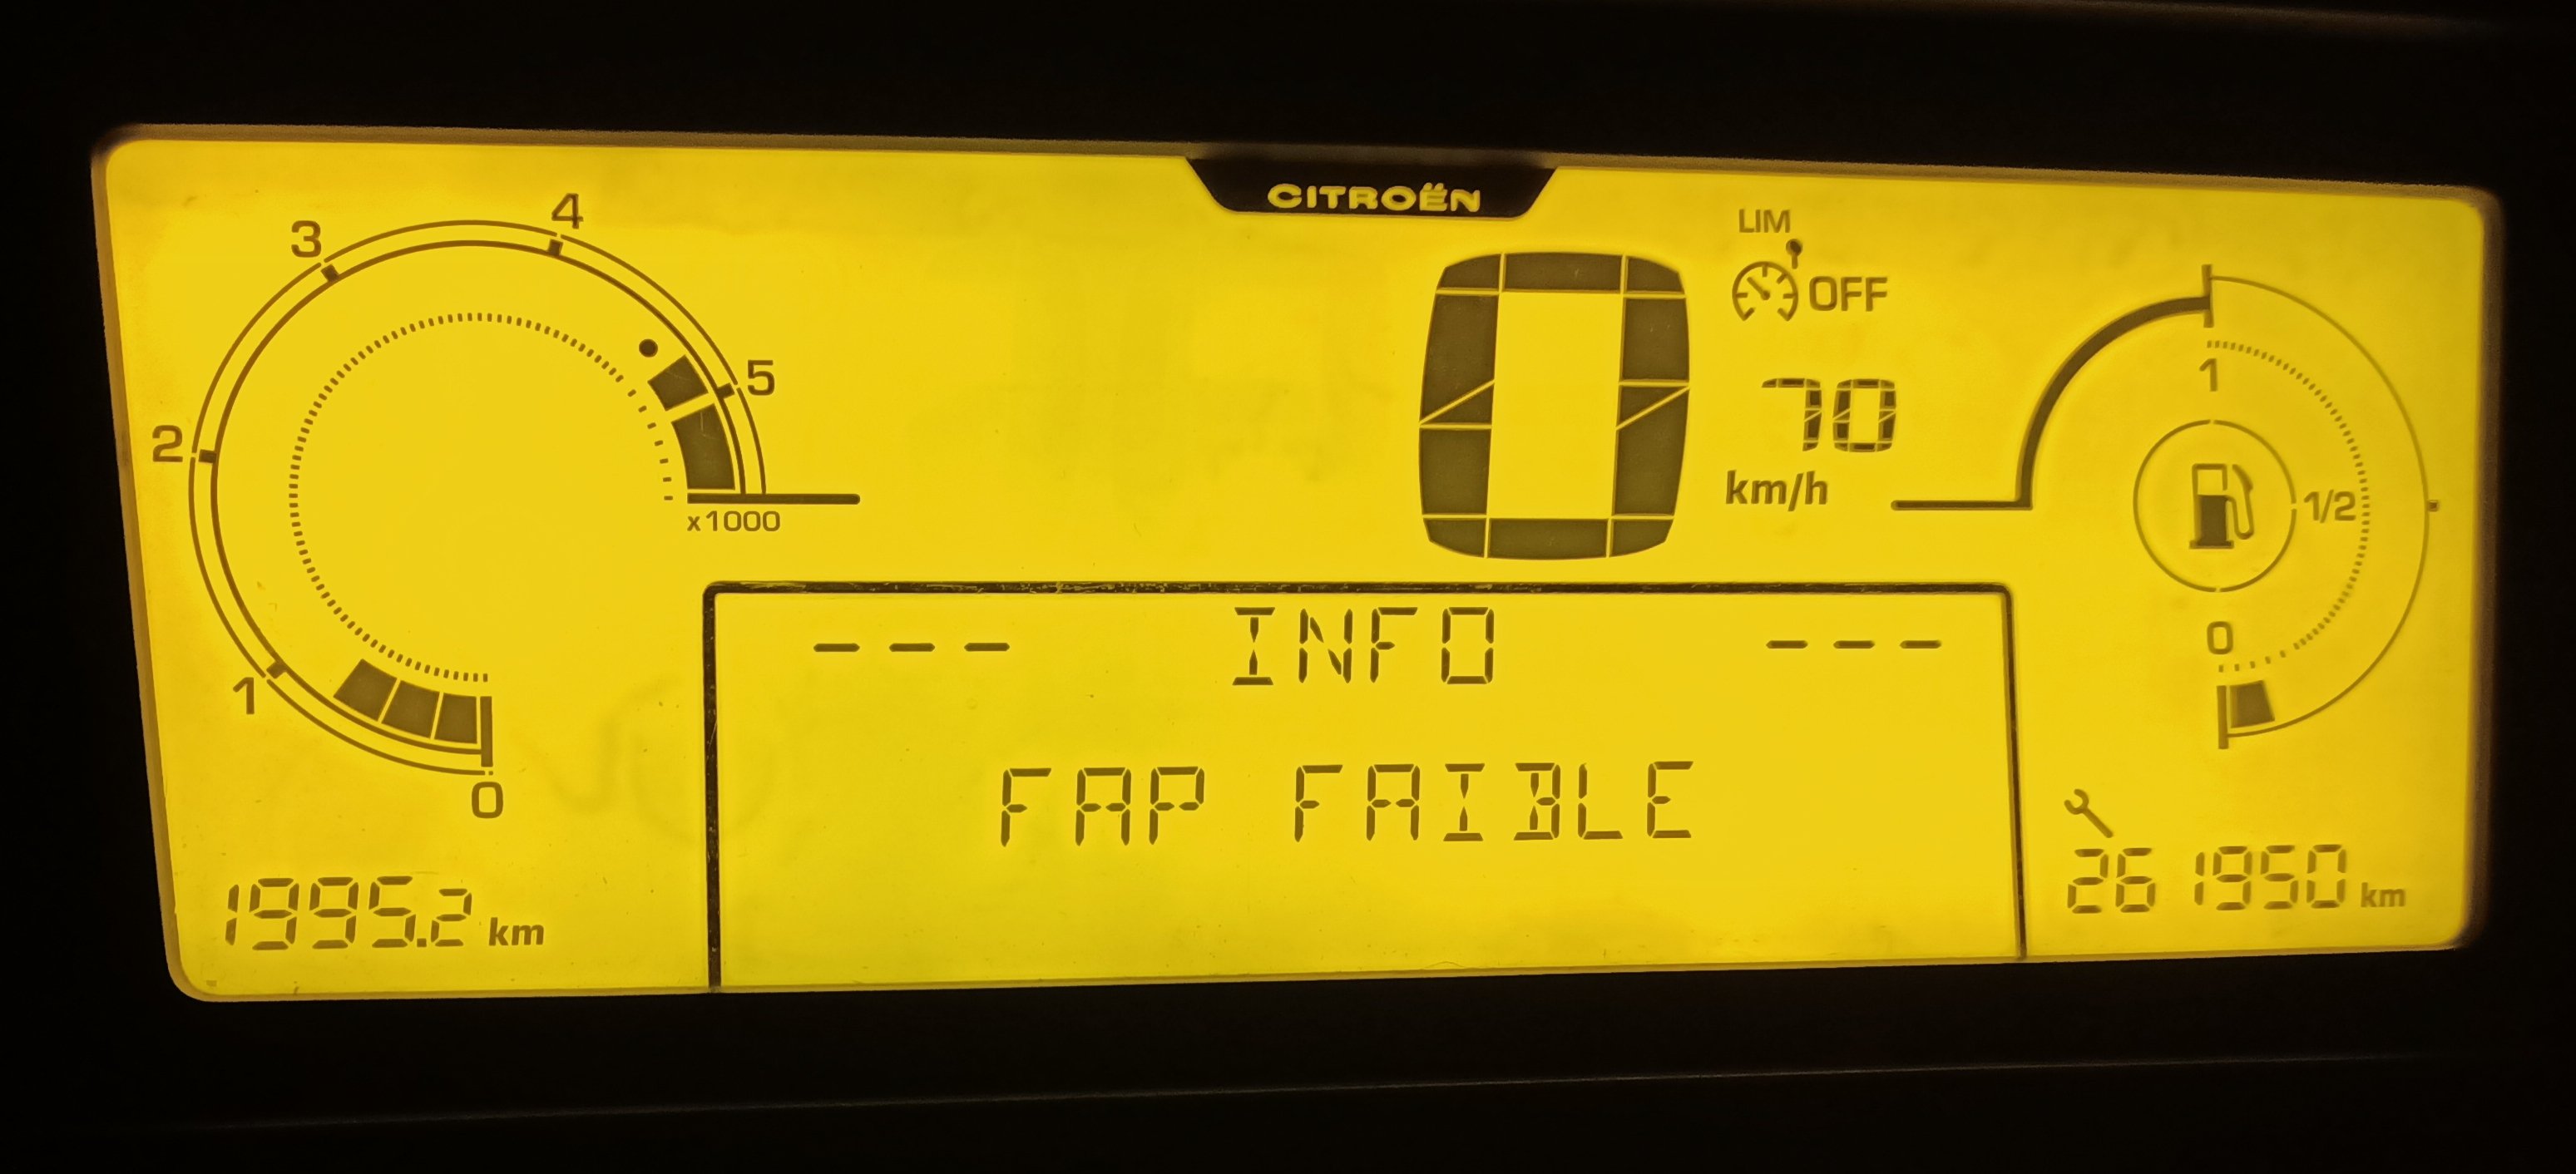 CITROËN
LIM
OFF
70
km/h
0
4
3
5
2
x1000
1
0
1
1/2
0
--- INFO ---
FAP FAIBLE
1995.2 km
261950 km